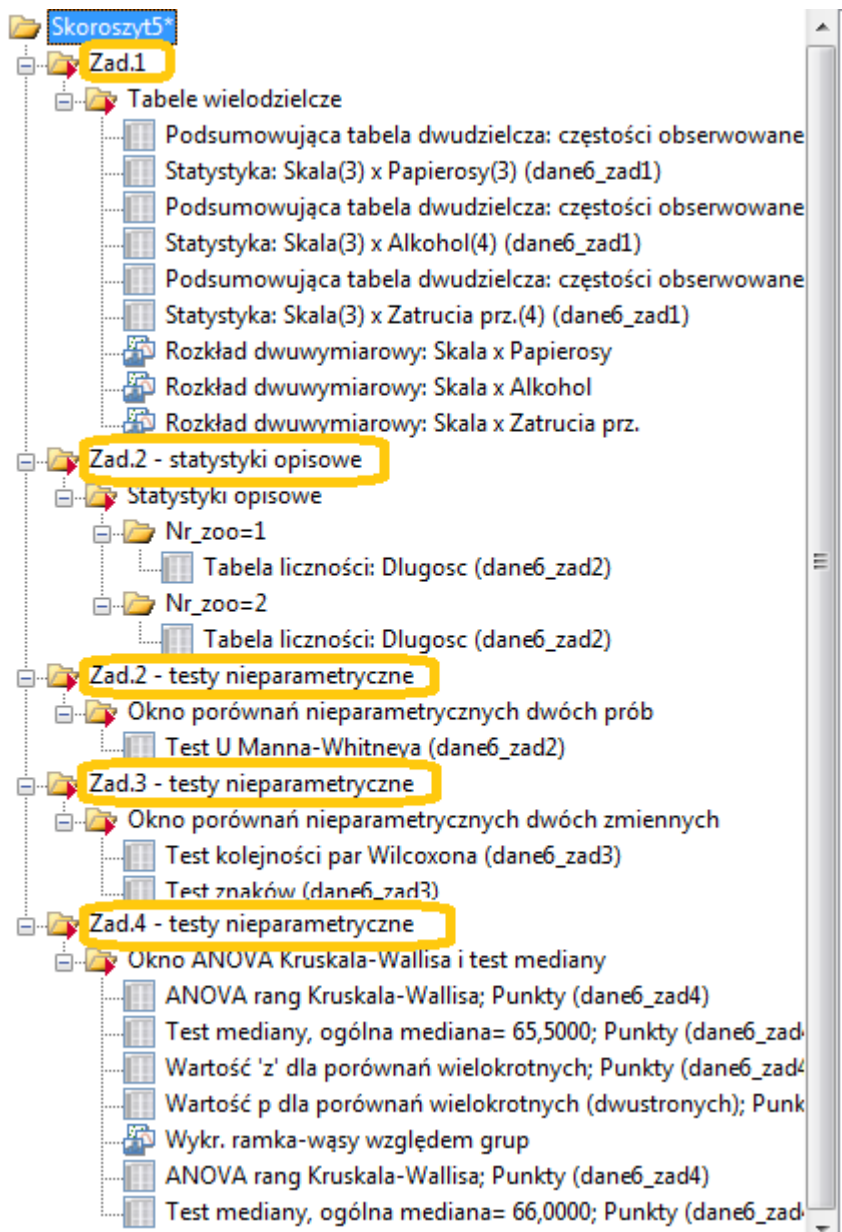 Skoroszyt5*
Zad.1
Tabele wielodzielcze
Podsumowująca tabela dwudzielcza: częstości obserwowane
Statystyka: Skala(3) x Papierosy(3) (dane6_zad1)
Podsumowująca tabela dwudzielcza: częstości obserwowane
Statystyka: Skala(3) x Alkohol(4) (dane6_zad1)
Podsumowująca tabela dwudzielcza: częstości obserwowane
Statystyka: Skala(3) x Zatrucia prz.(4) (dane6_zad1)
Rozkład dwuwymiarowy: Skala x Papierosy
Rozkład dwuwymiarowy: Skala x Alkohol
Rozkład dwuwymiarowy: Skala x Zatrucia prz.
Zad.2 - statystyki opisowe
Statystyki opisowe
Nr_zoo=1
Tabela liczności: Dlugosc (dane6_zad2)
Nr_zoo=2
Tabela liczności: Dlugosc (dane6_zad2)
Zad.2 - testy nieparametryczne
Okno porównań nieparametrycznych dwóch prób
Test U Manna-Whitneya (dane6_zad2)
Zad.3 - testy nieparametryczne
Okno porównań nieparametrycznych dwóch zmiennych
Test kolejności par Wilcoxona (dane6_zad3)
Test znaków (dane6_zad3)
Zad.4 - testy nieparametryczne
Okno ANOVA Kruskala-Wallisa i test mediany
ANOVA rang Kruskala-Wallisa; Punkty (dane6_zad4)
Test mediany, ogólna mediana= 65,5000; Punkty (dane6_zad4
Wartość 'z' dla porównań wielokrotnych; Punkty (dane6_zad4
Wartość p dla porównań wielokrotnych (dwustronych); Punk
Wykr. ramka-wąsy względem grup
ANOVA rang Kruskala-Wallisa; Punkty (dane6_zad4)
Test mediany, ogólna mediana= 66,0000; Punkty (dane6_zad4